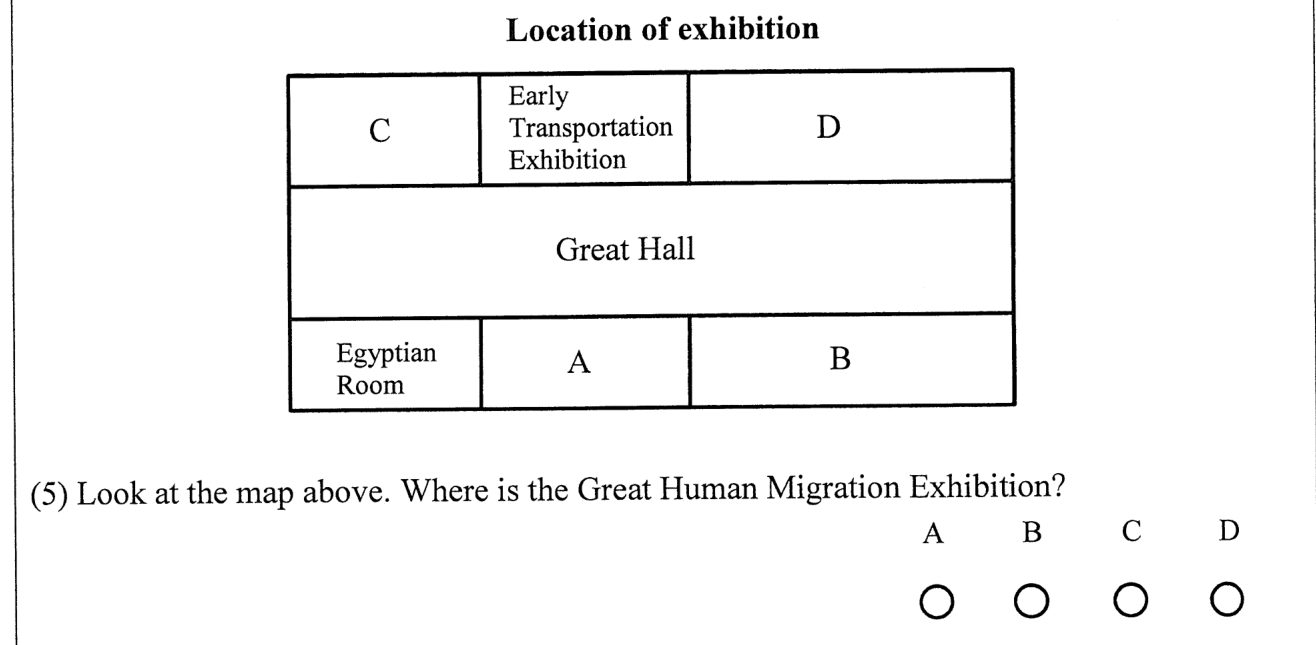 Location of exhibition
C
Early
Transportation
Exhibition
D
Great Hall
Egyptian
Room
A
B
(5) Look at the map above. Where is the Great Human Migration Exhibition?
A B C D